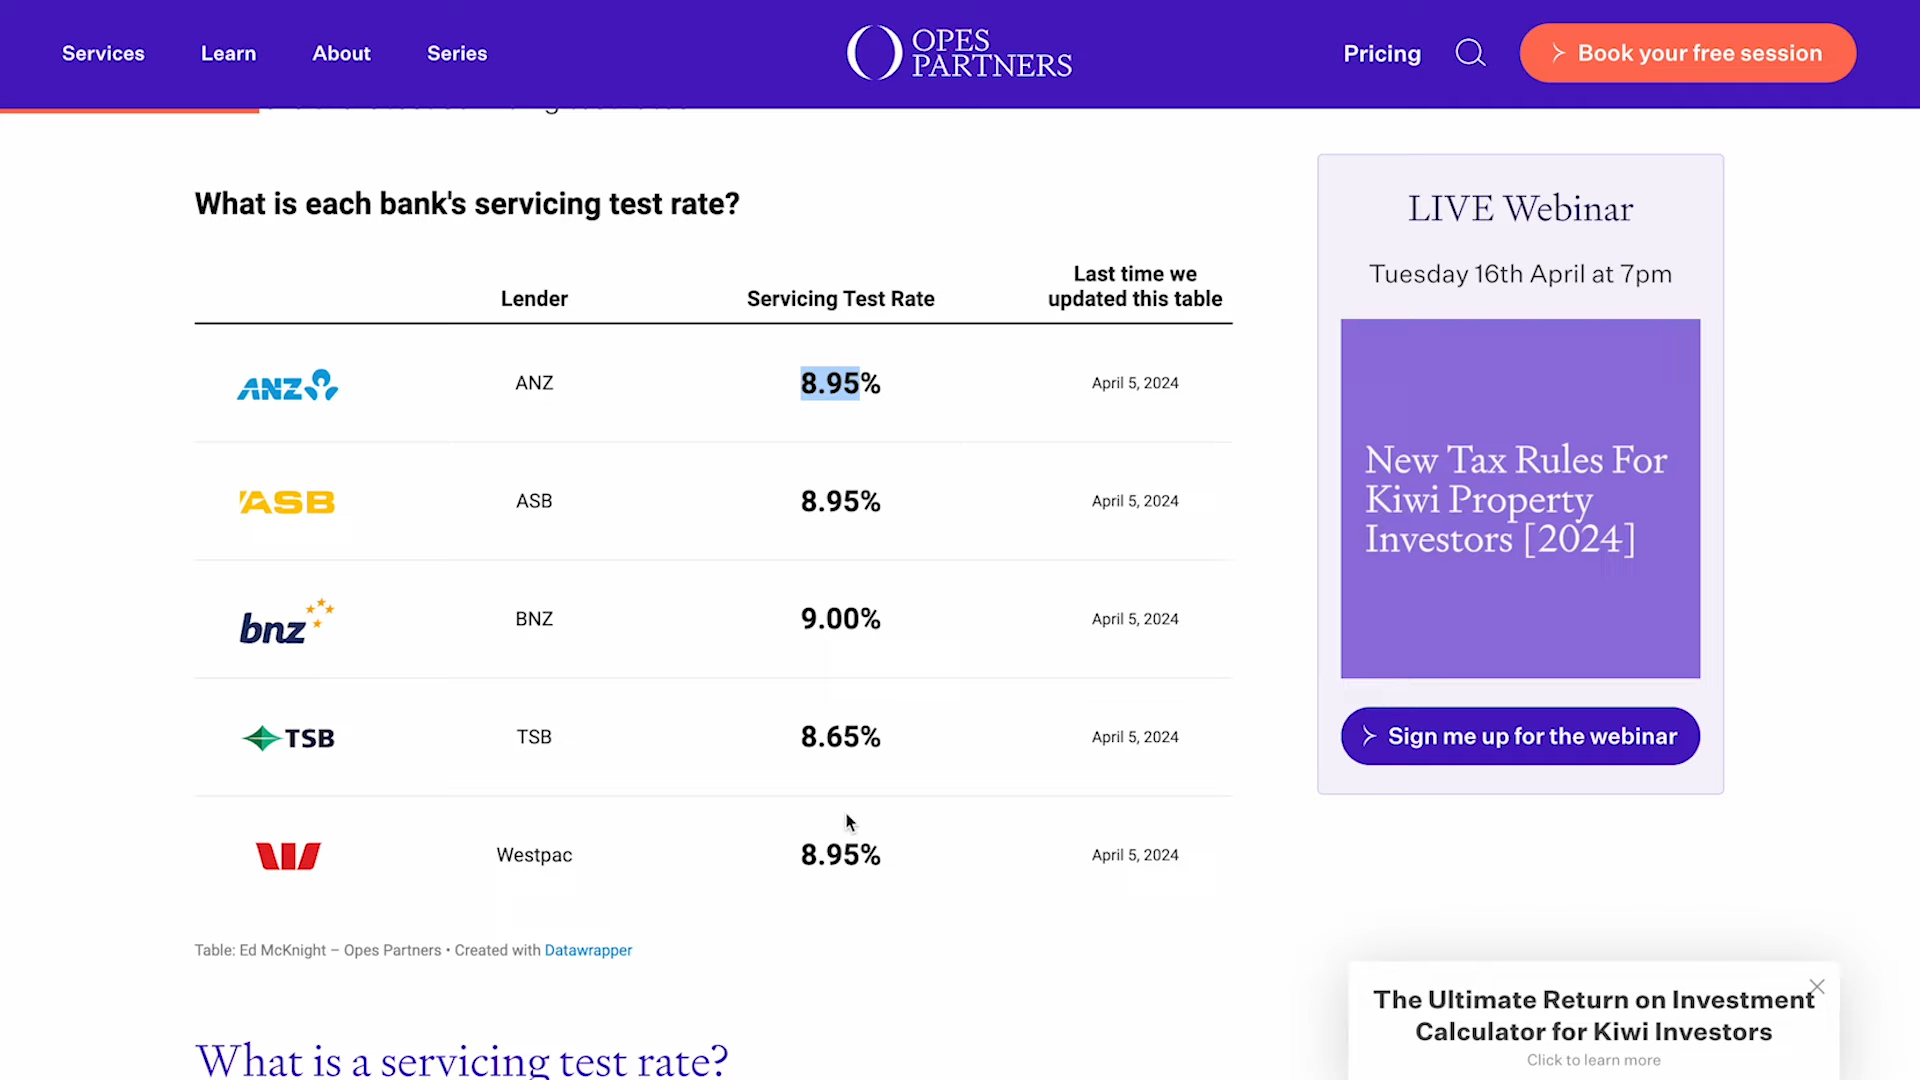 Services
Learn
About
Series
OPES
PARTNERS
Pricing
Book your free session
What is each bank's servicing test rate?
Lender
Servicing Test Rate
Last time we
updated this table
ANZ
ANZ
8.95%
April 5, 2024
ASB
ASB
8.95%
April 5, 2024
bnz
BNZ
9.00%
April 5, 2024
TSB
TSB
8.65%
April 5, 2024
Westpac
8.95%
April 5, 2024
Table: Ed McKnight – Opes Partners • Created with Datawrapper
What is a servicing test rate?
LIVE Webinar
Tuesday 16th April at 7pm
New Tax Rules For
Kiwi Property
Investors [2024]
Sign me up for the webinar
The Ultimate Return on Investment
Calculator for Kiwi Investors
Click to learn more